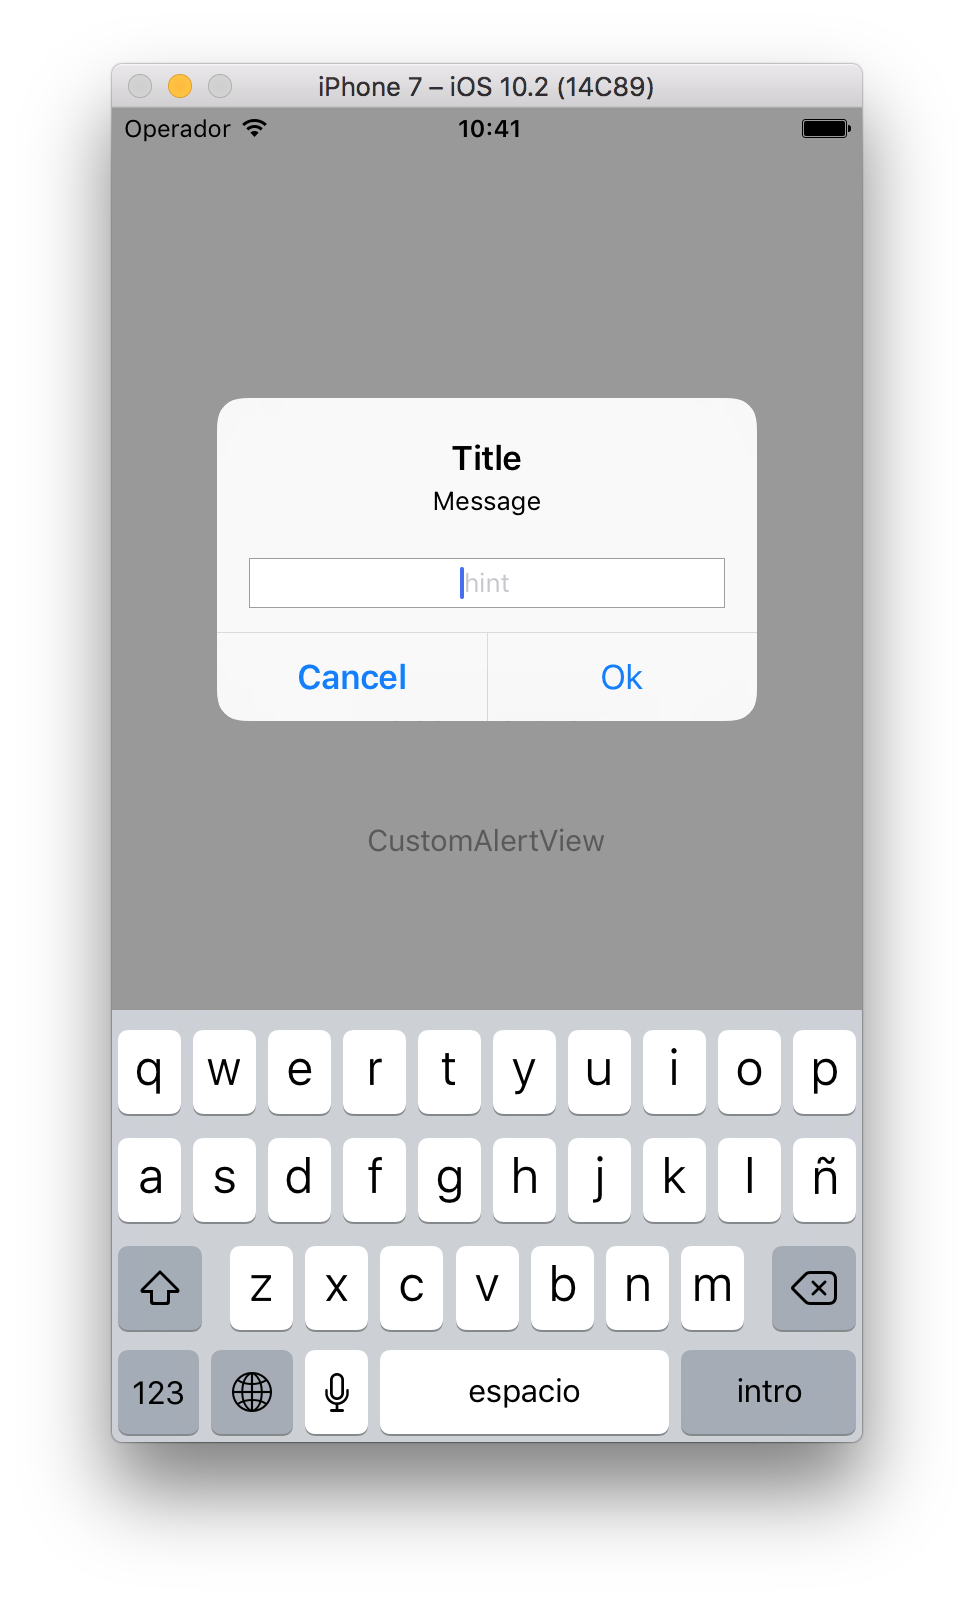 iPhone 7 – iOS 10.2 (14C89)
Operador 10:41
Title
Message
hint
Cancel Ok
CustomAlertView
q w e r t y u i o p
a s d f g h j k l ñ
z x c v b n m
123 espacio intro